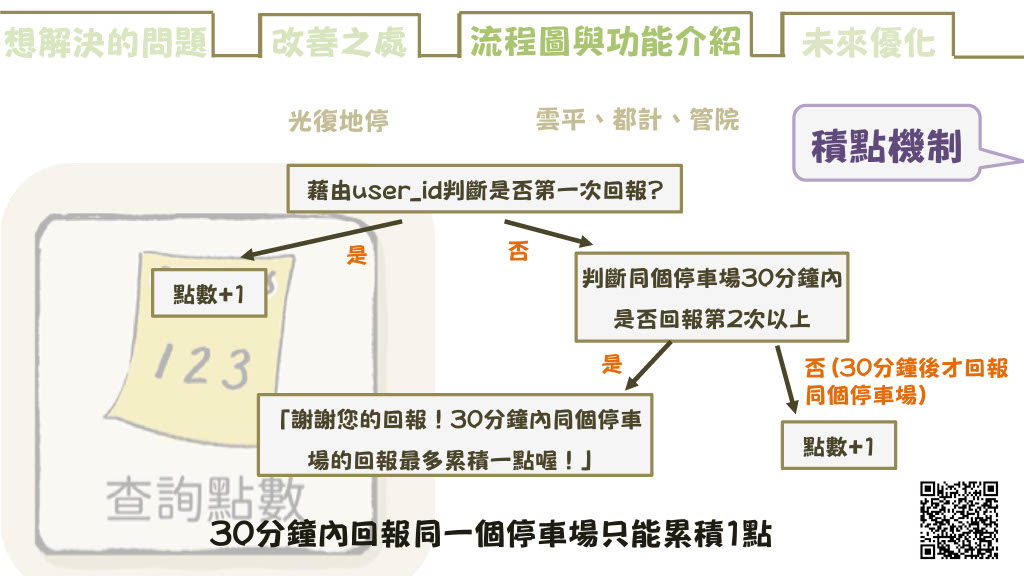 想解決的問題
改善之處
流程圖與功能介紹
未來優化
光復地停
雲平、都計、管院
積點機制
藉由user_id判斷是否第一次回報?
是
否
點數+1
判斷同個停車場30分鐘內
是否回報第2次以上
123
是
否(30分鐘後才回報
同個停車場)
「謝謝您的回報！30分鐘內同個停車
場的回報最多累積一點喔！」
點數+1
查詢點數
30分鐘內回報同一個停車場只能累積1點